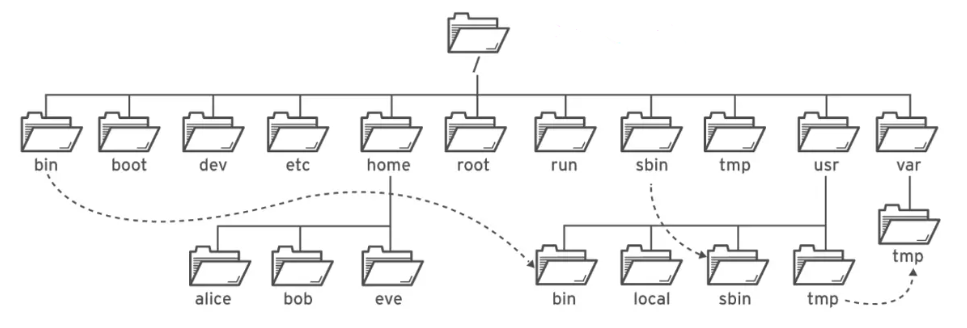 /
bin boot dev etc home root run sbin tmp usr var
tmp
alice bob eve bin local sbin tmp